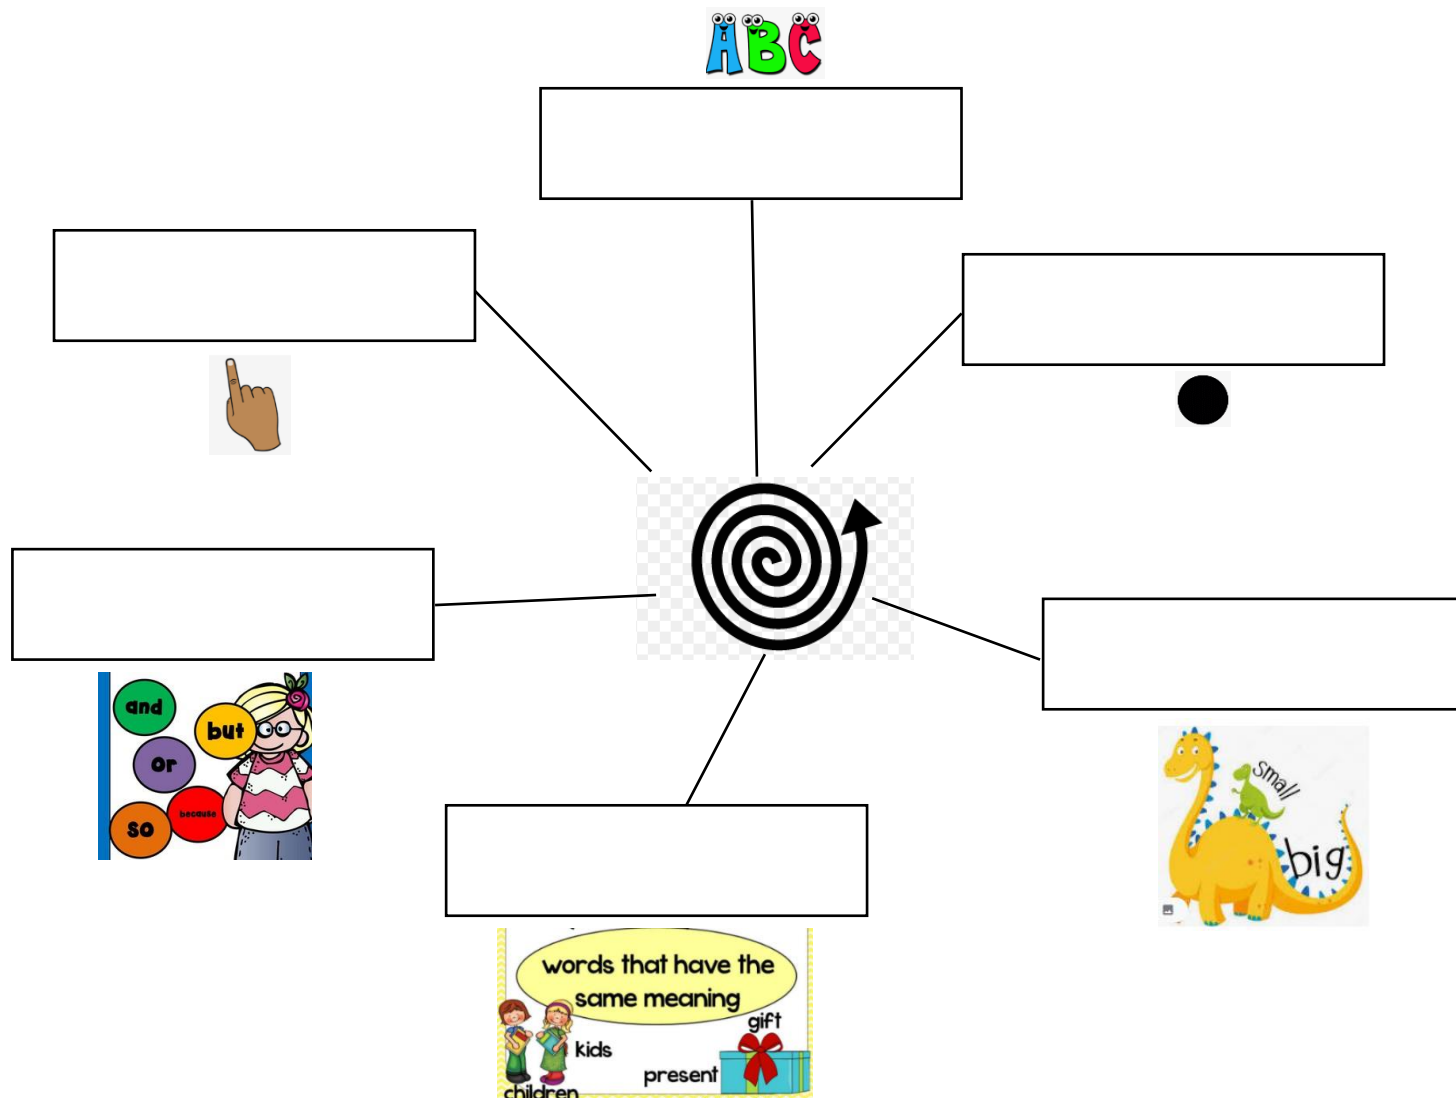 ABC
and
but
or
so
because
small
big
words that have the
same meaning
gift
kids
present
children